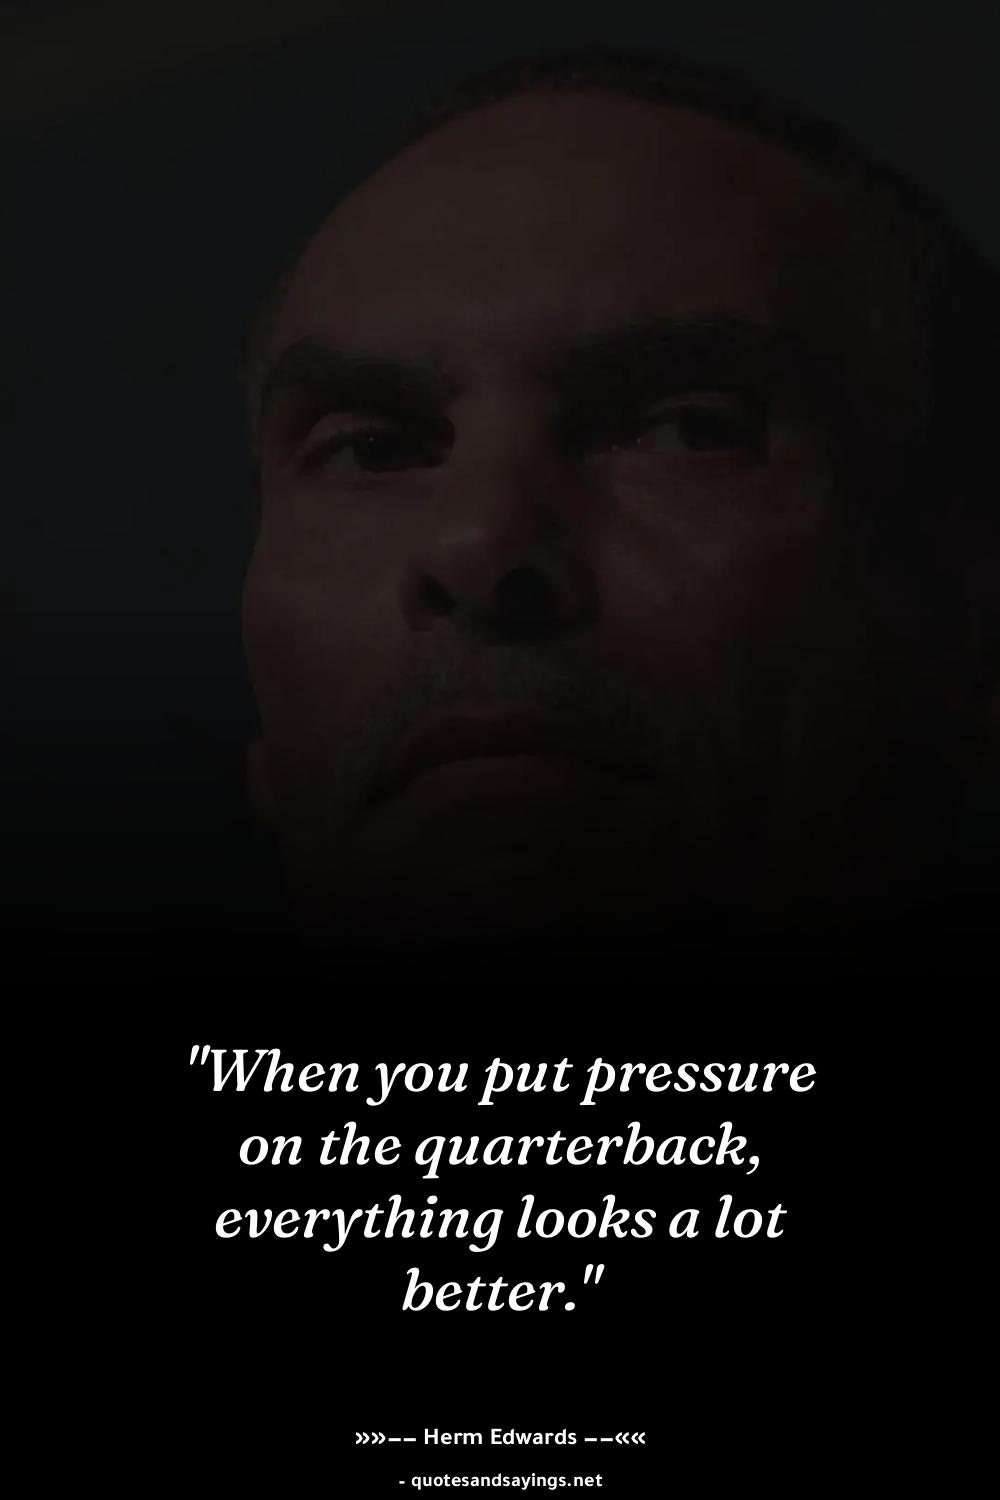 "When you put pressure
on the quarterback,
everything looks a lot
better."
»»–– Herm Edwards ––««
- quotesandsayings.net